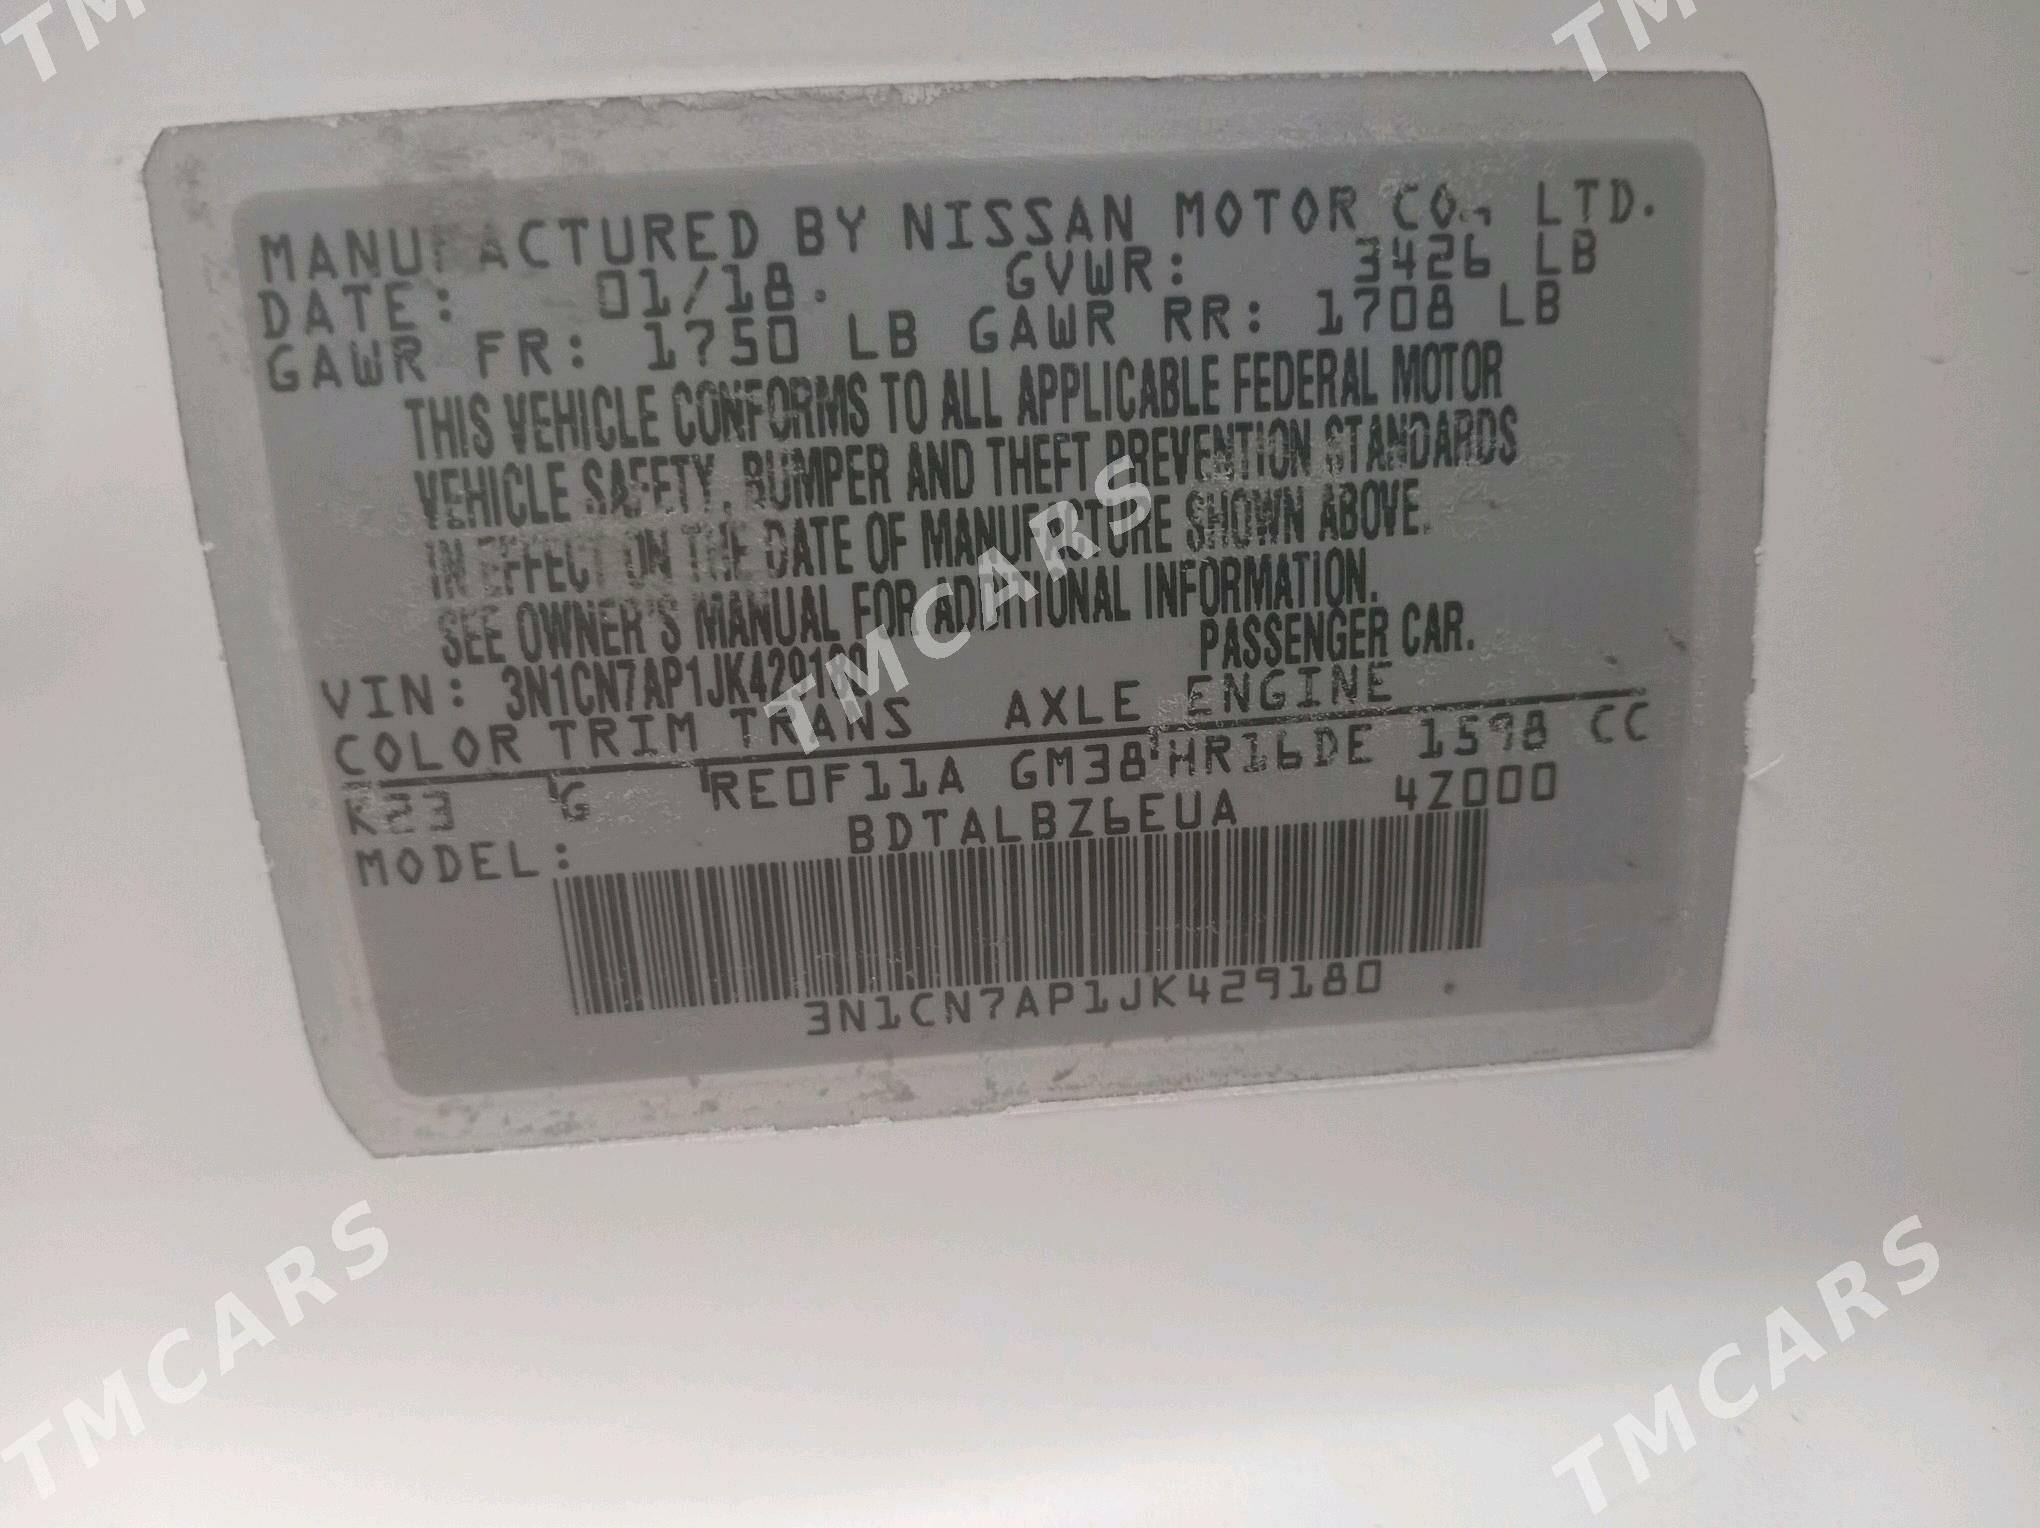 MANUFACTURED BY NISSAN MOTOR CO., LTD.
DATE: 01/18. GVWR: 3426 LB
GAWR FR: 1750 LB GAWR RR: 1708 LB
THIS VEHICLE CONFORMS TO ALL APPLICABLE FEDERAL MOTOR
VEHICLE SAFETY, BUMPER AND THEFT PREVENTION STANDARDS
IN EFFECT ON THE DATE OF MANUFACTURE SHOWN ABOVE.
SEE OWNER'S MANUAL FOR ADDITIONAL INFORMATION.
PASSENGER CAR.
VIN: 3N1CN7AP1JK429180
COLOR TRIM TRANS AXLE ENGINE
K23 G RE0F11A GM38 HR16DE 1598 CC
MODEL: BDTALBZ6EUA 4Z000
3N1CN7AP1JK429180
TMCARS
TMCARS
TMCARS